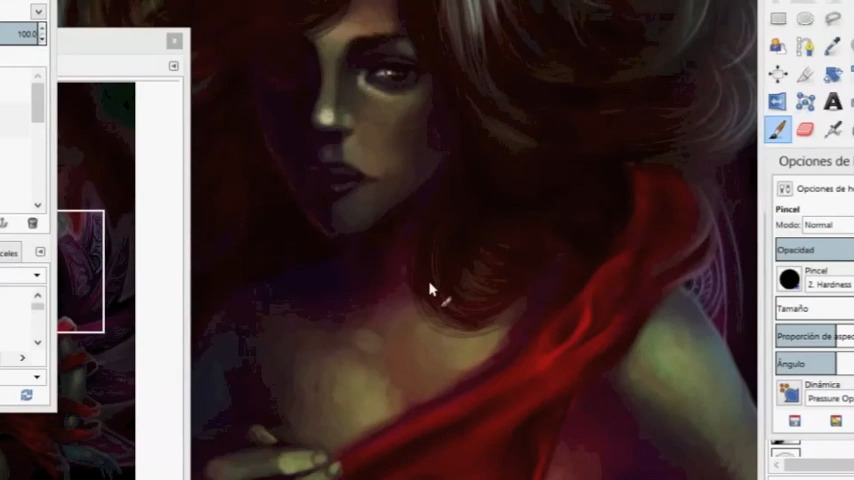 100.0
celes
Opciones de
Opciones de h
Pincel
Modo: Normal
Opacidad
Pincel
2. Hardness
Tamaño
Proporción de aspec
Ángulo
Dinámica
Pressure Op